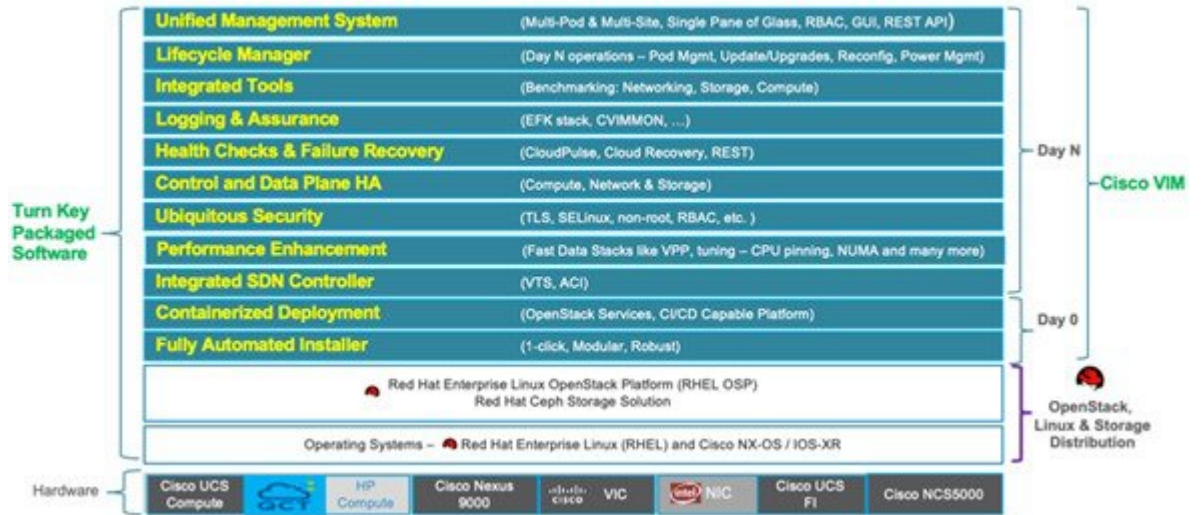 Unified Management System (Multi-Pod & Multi-Site, Single Pane of Glass, RBAC, GUI, REST API)
Lifecycle Manager (Day N operations – Pod Mgmt, Update/Upgrades, Reconfig, Power Mgmt)
Integrated Tools (Benchmarking: Networking, Storage, Compute)
Logging & Assurance (EFK stack, CVIMMON, ...)
Health Checks & Failure Recovery (CloudPulse, Cloud Recovery, REST)
Control and Data Plane HA (Compute, Network & Storage)
Ubiquitous Security (TLS, SELinux, non-root, RBAC, etc. )
Performance Enhancement (Fast Data Stacks like VPP, tuning – CPU pinning, NUMA and many more)
Integrated SDN Controller (VTS, ACI)
Containerized Deployment (OpenStack Services, CI/CD Capable Platform)
Fully Automated Installer (1-click, Modular, Robust)
Red Hat Enterprise Linux OpenStack Platform (RHEL OSP)
Red Hat Ceph Storage Solution
Operating Systems – Red Hat Enterprise Linux (RHEL) and Cisco NX-OS / IOS-XR
Turn Key
Packaged
Software
Day N
Day 0
Cisco VIM
OpenStack,
Linux & Storage
Distribution
Hardware
Cisco UCS
Compute
QCT
HP
Compute
Cisco Nexus
9000
cisco VIC
intel NIC
Cisco UCS
FI
Cisco NCS5000